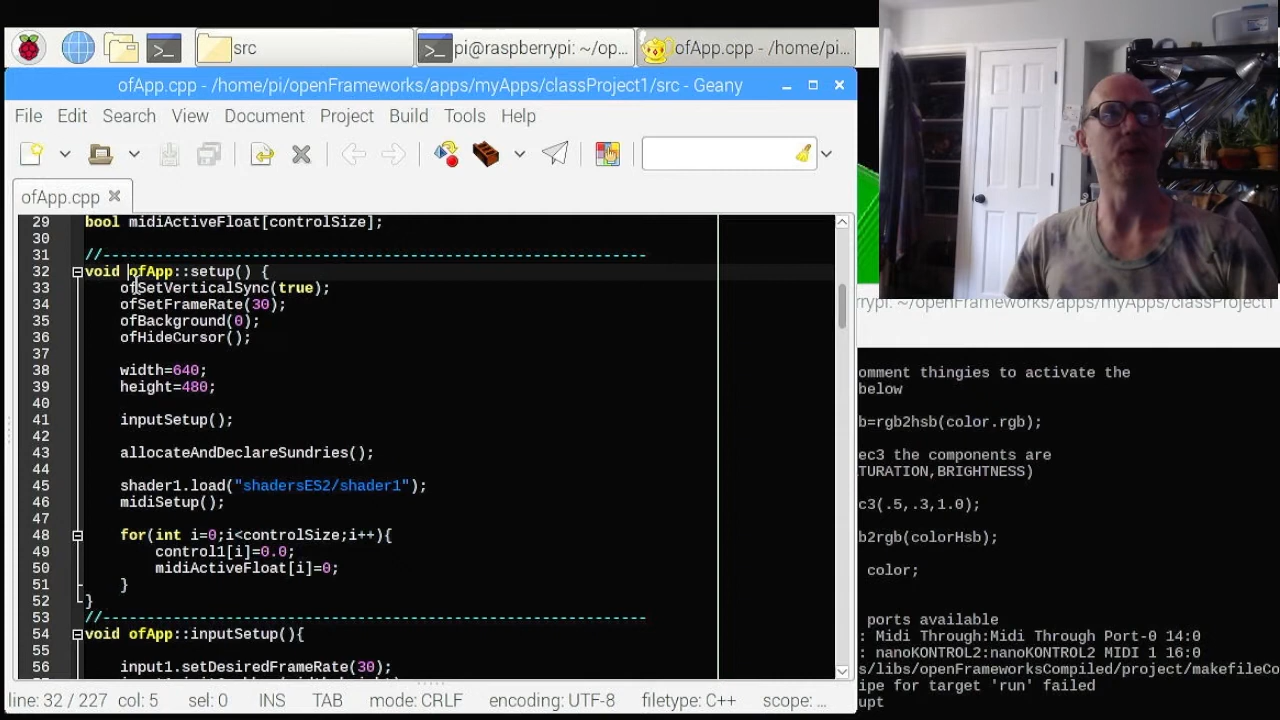 src
pi@raspberrypi: ~/op...
ofApp.cpp - /home/pi...
ofApp.cpp - /home/pi/openFrameworks/apps/myApps/classProject1/src - Geany
File Edit Search View Document Project Build Tools Help
ofApp.cpp
29 bool midiActiveFloat[controlSize];
30
31 //--------------------------------------------------------------
32 void ofApp::setup() {
33 ofSetVerticalSync(true);
34 ofSetFrameRate(30);
35 ofBackground(0);
36 ofHideCursor();
37
38 width=640;
39 height=480;
40
41 inputSetup();
42
43 allocateAndDeclareSundries();
44
45 shader1.load("shadersES2/shader1");
46 midiSetup();
47
48 for(int i=0;i<controlSize;i++){
49 control1[i]=0.0;
50 midiActiveFloat[i]=0;
51 }
52 }
53 //--------------------------------------------------------------
54 void ofApp::inputSetup(){
55
56 input1.setDesiredFrameRate(30);
line: 32 / 227 col: 5 sel: 0 INS TAB mode: CRLF encoding: UTF-8 filetype: C++ scope: ...
rrypi: ~/openFrameworks/apps/myApps/classProject1
omment thingies to activate the
below
b=rgb2hsb(color.rgb);
ec3 the components are
TURATION,BRIGHTNESS)
c3(.5,.3,1.0);
b2rgb(colorHsb);
color;
ports available
: Midi Through:Midi Through Port-0 14:0
: nanoKONTROL2:nanoKONTROL2 MIDI 1 16:0
s/libs/openFrameworksCompiled/project/makefileCo
ipe for target 'run' failed
upt